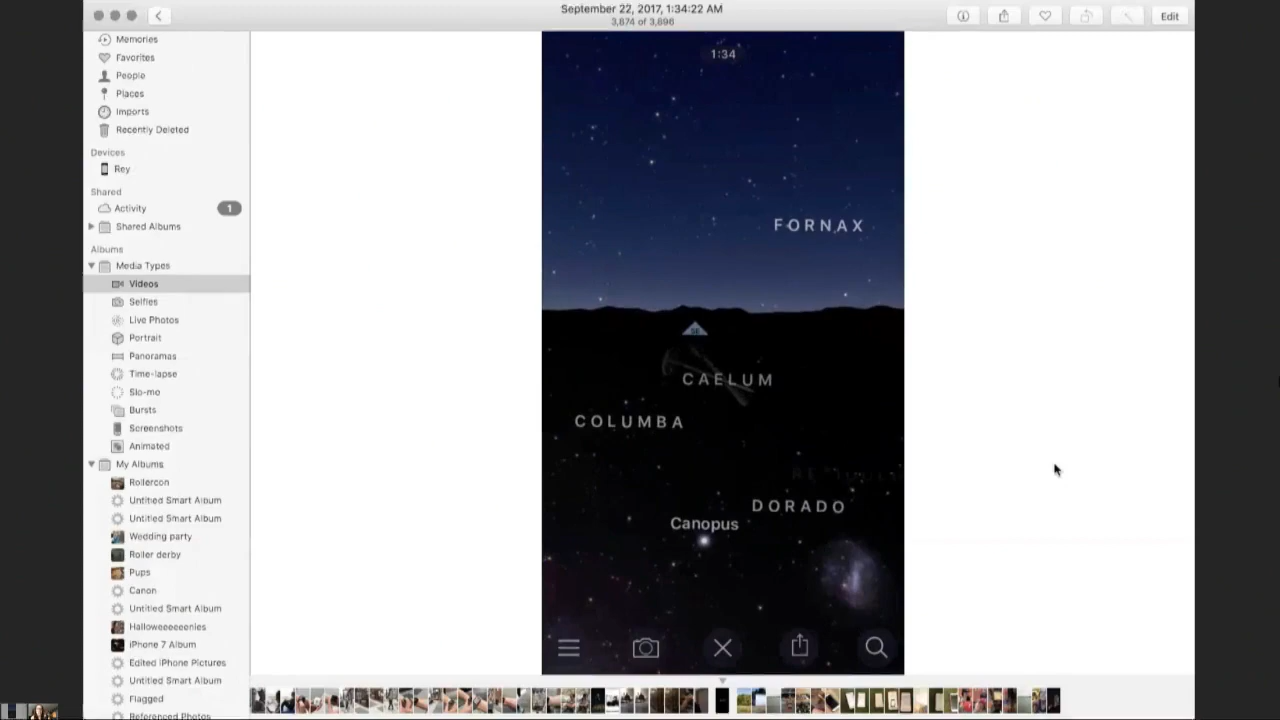 September 22, 2017, 1:34:22 AM
3,874 of 3,896
Edit
Memories
Favorites
People
Places
Imports
Recently Deleted
Devices
Rey
Shared
Activity
1
Shared Albums
Albums
Media Types
Videos
Selfies
Live Photos
Portrait
Panoramas
Time-lapse
Slo-mo
Bursts
Screenshots
Animated
My Albums
Rollercon
Untitled Smart Album
Untitled Smart Album
Wedding party
Roller derby
Pups
Canon
Untitled Smart Album
Halloweeeeenies
iPhone 7 Album
Edited iPhone Pictures
Untitled Smart Album
Flagged
Referenced Photos
1:34
FORNAX
SE
CAELUM
COLUMBA
DORADO
Canopus